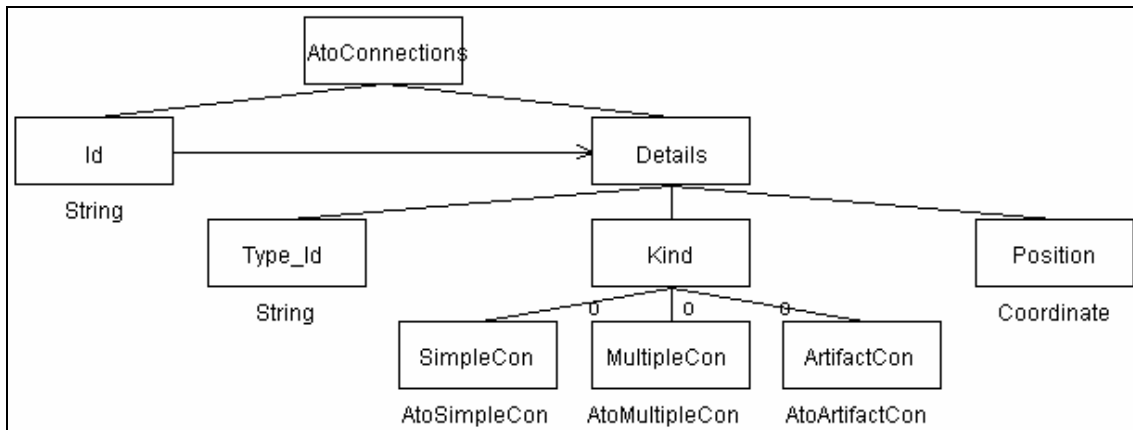 AtoConnections
Id
Details
String
Type_Id
Kind
Position
String
Coordinate
0 0 0
SimpleCon
MultipleCon
ArtifactCon
AtoSimpleCon
AtoMultipleCon
AtoArtifactCon